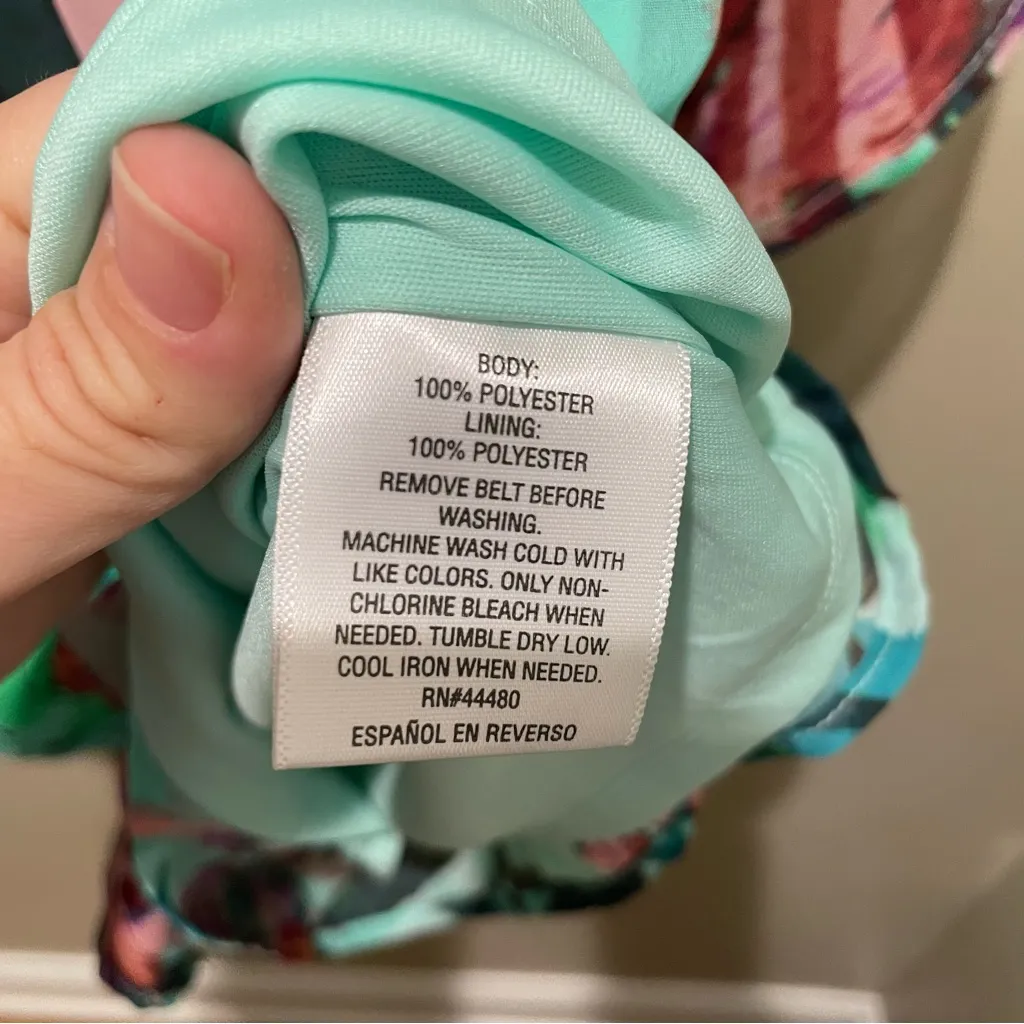 BODY:
100% POLYESTER
LINING:
100% POLYESTER
REMOVE BELT BEFORE
WASHING.
MACHINE WASH COLD WITH
LIKE COLORS. ONLY NON-
CHLORINE BLEACH WHEN
NEEDED. TUMBLE DRY LOW.
COOL IRON WHEN NEEDED.
RN#44480
ESPAÑOL EN REVERSO